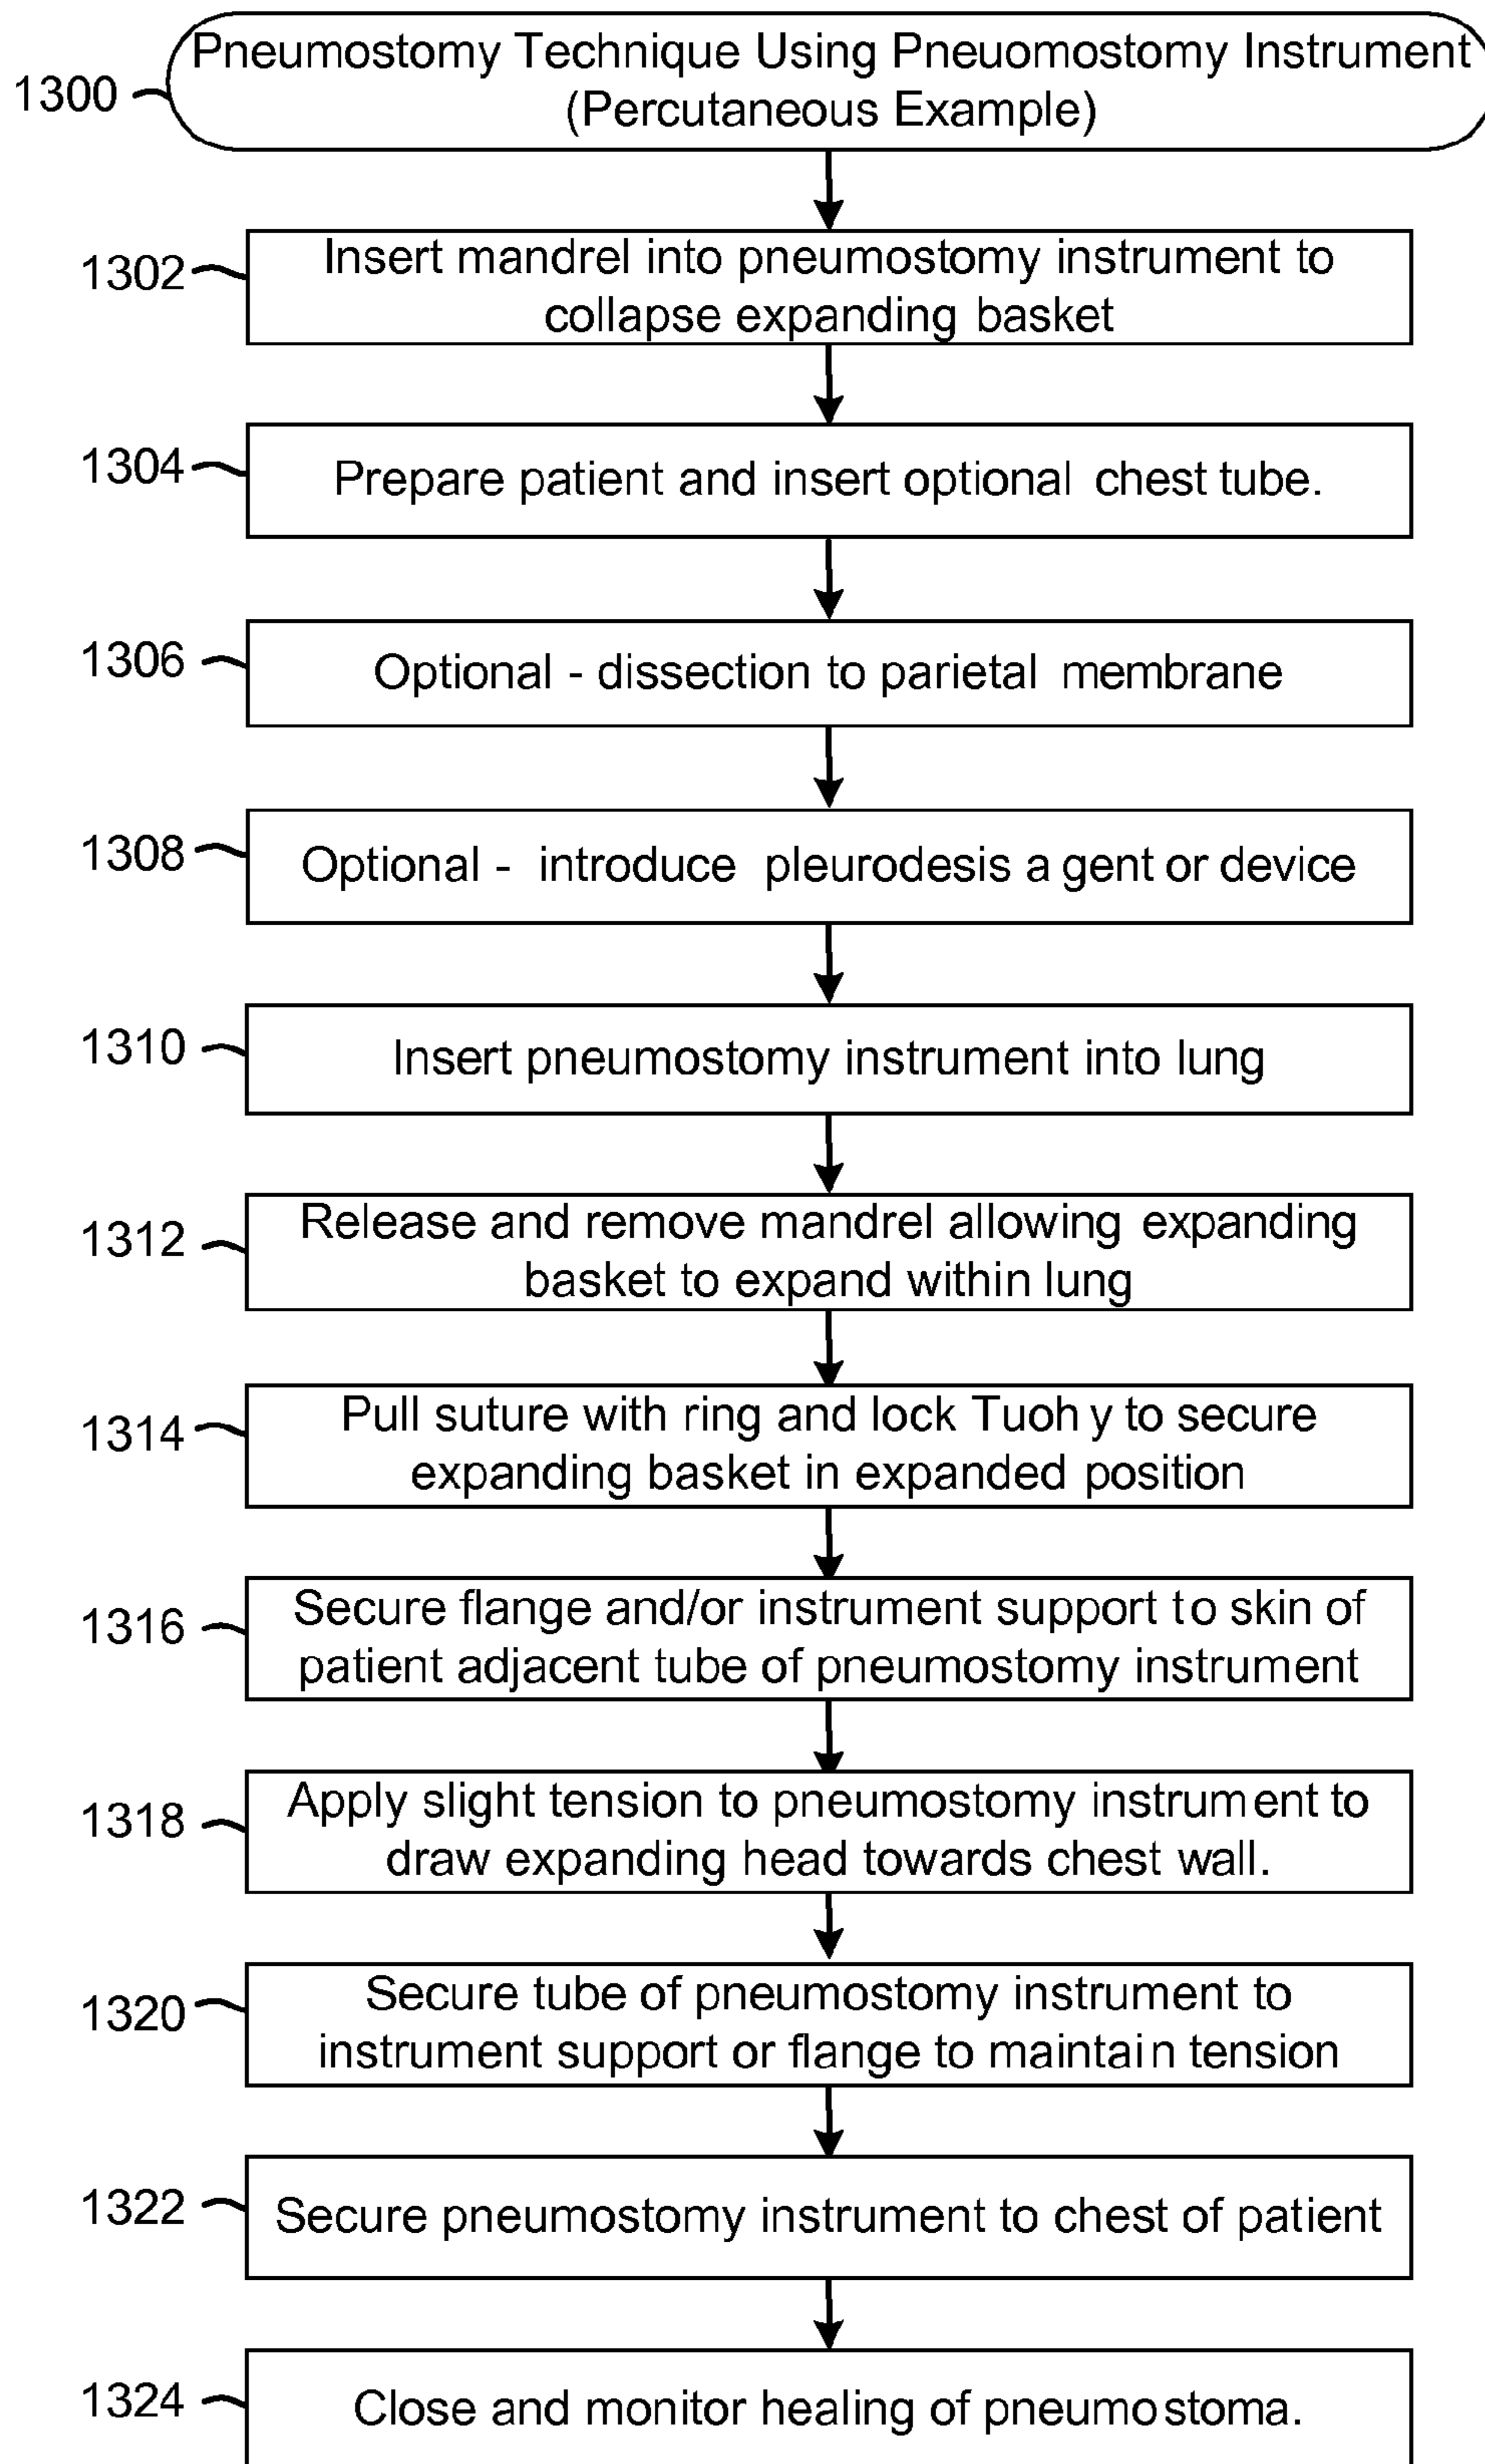 Pneumostomy Technique Using Pneuomostomy Instrument
(Percutaneous Example)
1300
1302
Insert mandrel into pneumostomy instrument to
collapse expanding basket
1304
Prepare patient and insert optional chest tube.
1306
Optional - dissection to parietal membrane
1308
Optional - introduce pleurodesis a gent or device
1310
Insert pneumostomy instrument into lung
1312
Release and remove mandrel allowing expanding
basket to expand within lung
1314
Pull suture with ring and lock Tuohy to secure
expanding basket in expanded position
1316
Secure flange and/or instrument support to skin of
patient adjacent tube of pneumostomy instrument
1318
Apply slight tension to pneumostomy instrument to
draw expanding head towards chest wall.
1320
Secure tube of pneumostomy instrument to
instrument support or flange to maintain tension
1322
Secure pneumostomy instrument to chest of patient
1324
Close and monitor healing of pneumostoma.